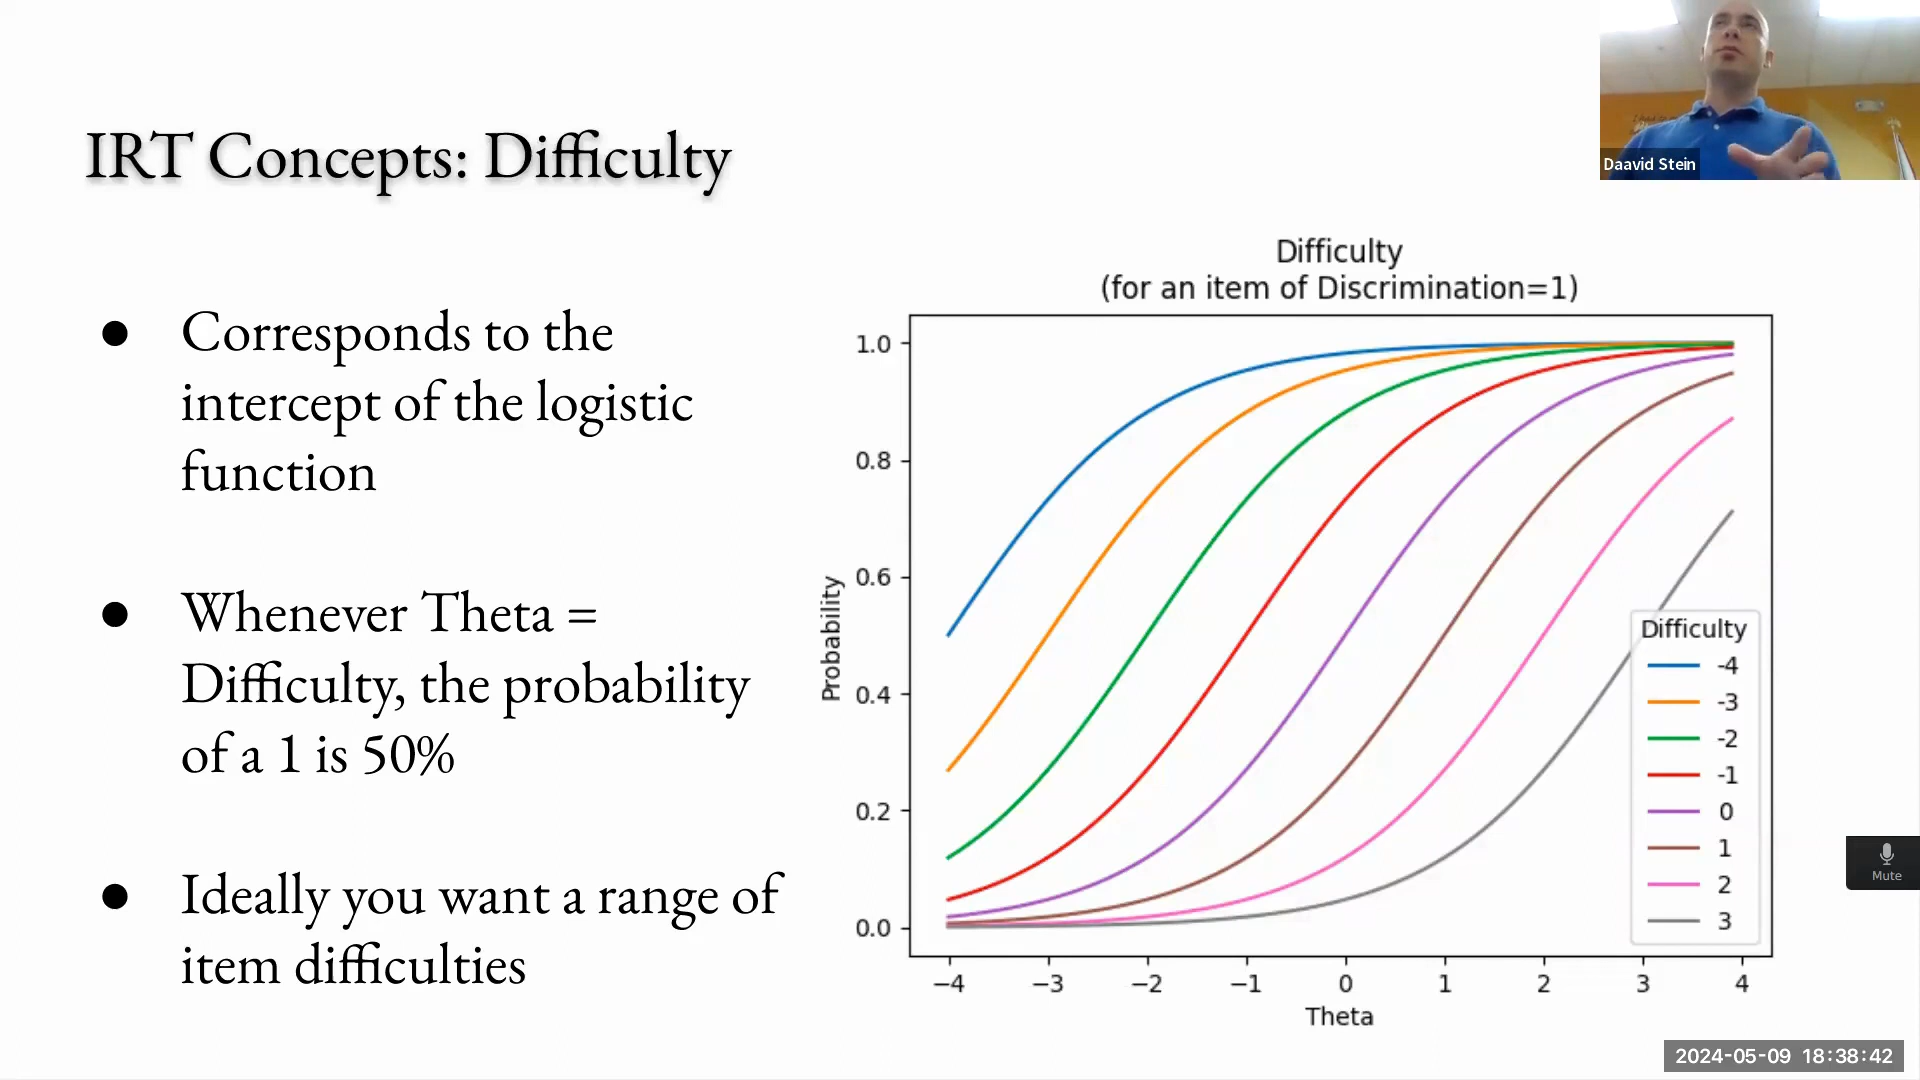 IRT Concepts: Difficulty
Daavid Stein
● Corresponds to the
intercept of the logistic
function
● Whenever Theta =
Difficulty, the probability
of a 1 is 50%
● Ideally you want a range of
item difficulties
Difficulty
(for an item of Discrimination=1)
Probability
1.0
0.8
0.6
0.4
0.2
0.0
−4 −3 −2 −1 0 1 2 3 4
Theta
Difficulty
-4
-3
-2
-1
0
1
2
3
Mute
2024-05-09 18:38:42